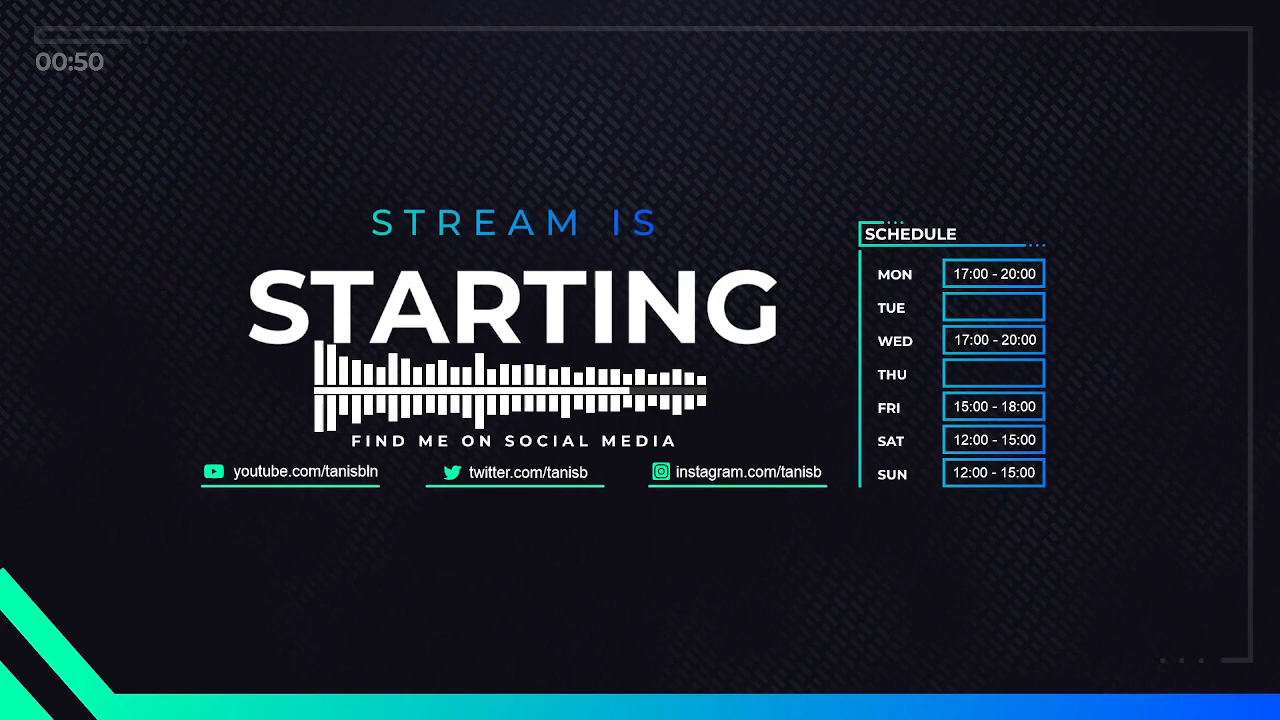 00:50
STREAM IS
STARTING
FIND ME ON SOCIAL MEDIA
youtube.com/tanisbln
twitter.com/tanisb
instagram.com/tanisb
SCHEDULE
MON 17:00 - 20:00
TUE
WED 17:00 - 20:00
THU
FRI 15:00 - 18:00
SAT 12:00 - 15:00
SUN 12:00 - 15:00